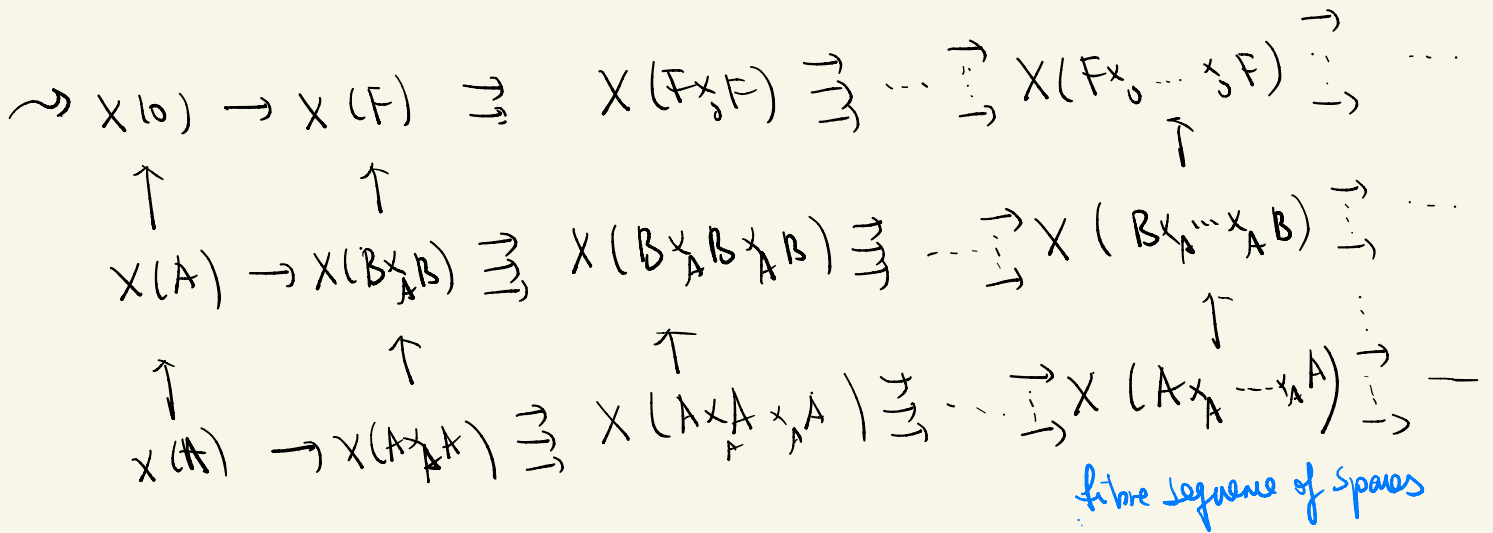 ⇝ X(0) → X(F) ⇉ X(F×₀F) ⇶ ... ⇉ X(F×₀...×₀F) ⇉ ....
↑ ↑ ↑
X(A) → X(B×_A B) ⇶ X(B×_A B×_A B) ⇶ ... ⇉ X(B×_A...×_A B) ⇉ ....
↑ ↑ ↑ ↑
X(A) → X(A×_A A) ⇶ X(A×_A A×_A A) ⇶ .... ⇉ X(A×_A ....×_A A) ⇉ —
fibre sequence of spaces